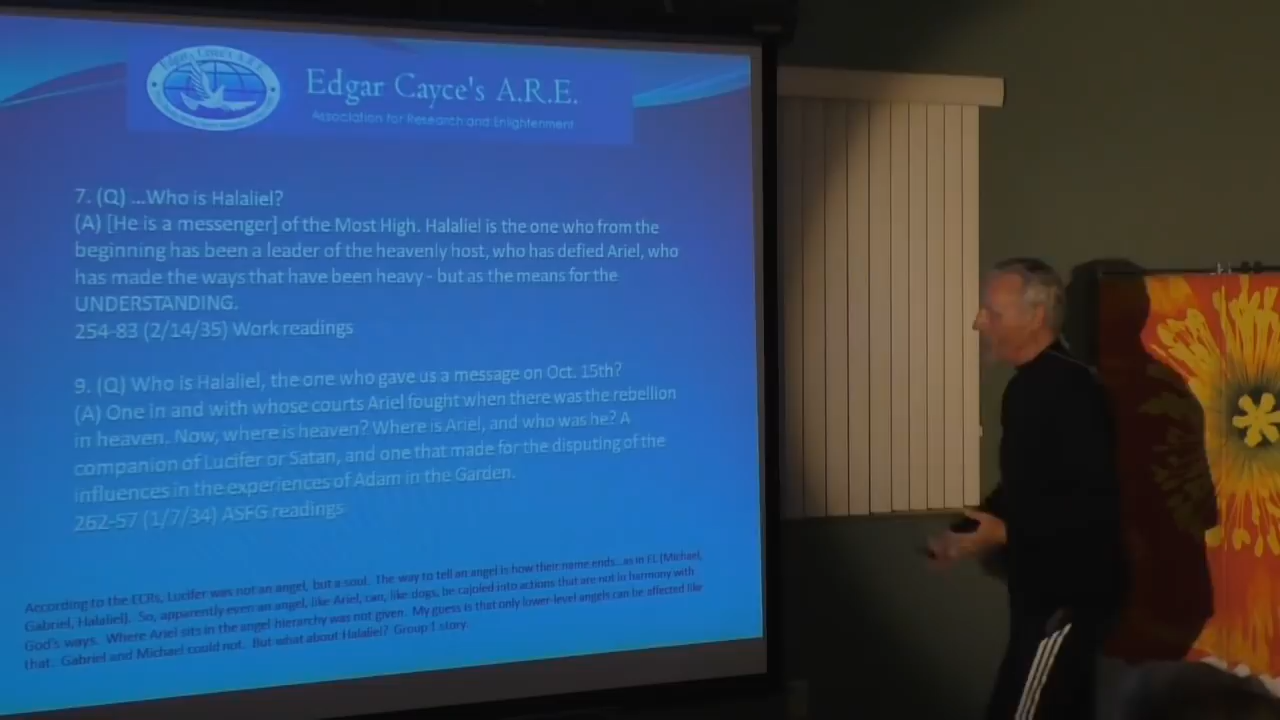 Edgar Cayce's A.R.E.
Edgar Cayce's A.R.E.
Association for Research and Enlightenment
7. (Q) ...Who is Halaliel?
(A) [He is a messenger] of the Most High. Halaliel is the one who from the
beginning has been a leader of the heavenly host, who has defied Ariel, who
has made the ways that have been heavy - but as the means for the
UNDERSTANDING.
254-83 (2/14/35) Work readings
9. (Q) Who is Halaliel, the one who gave us a message on Oct. 15th?
(A) One in and with whose courts Ariel fought when there was the rebellion
in heaven. Now, where is heaven? Where is Ariel, and who was he? A
companion of Lucifer or Satan, and one that made for the disputing of the
influences in the experiences of Adam in the Garden.
262-57 (1/7/34) ASFG readings
According to the ECRs, Lucifer was not an angel, but a soul. The way to tell an angel is how their name ends...as in EL (Michael,
Gabriel, Halaliel). So, apparently even an angel, like Ariel, can, like dogs, be cajoled into actions that are not in harmony with
God's ways. Where Ariel sits in the angel hierarchy was not given. My guess is that only lower-level angels can be affected like
that. Gabriel and Michael could not. But what about Halaliel? Group 1 story.